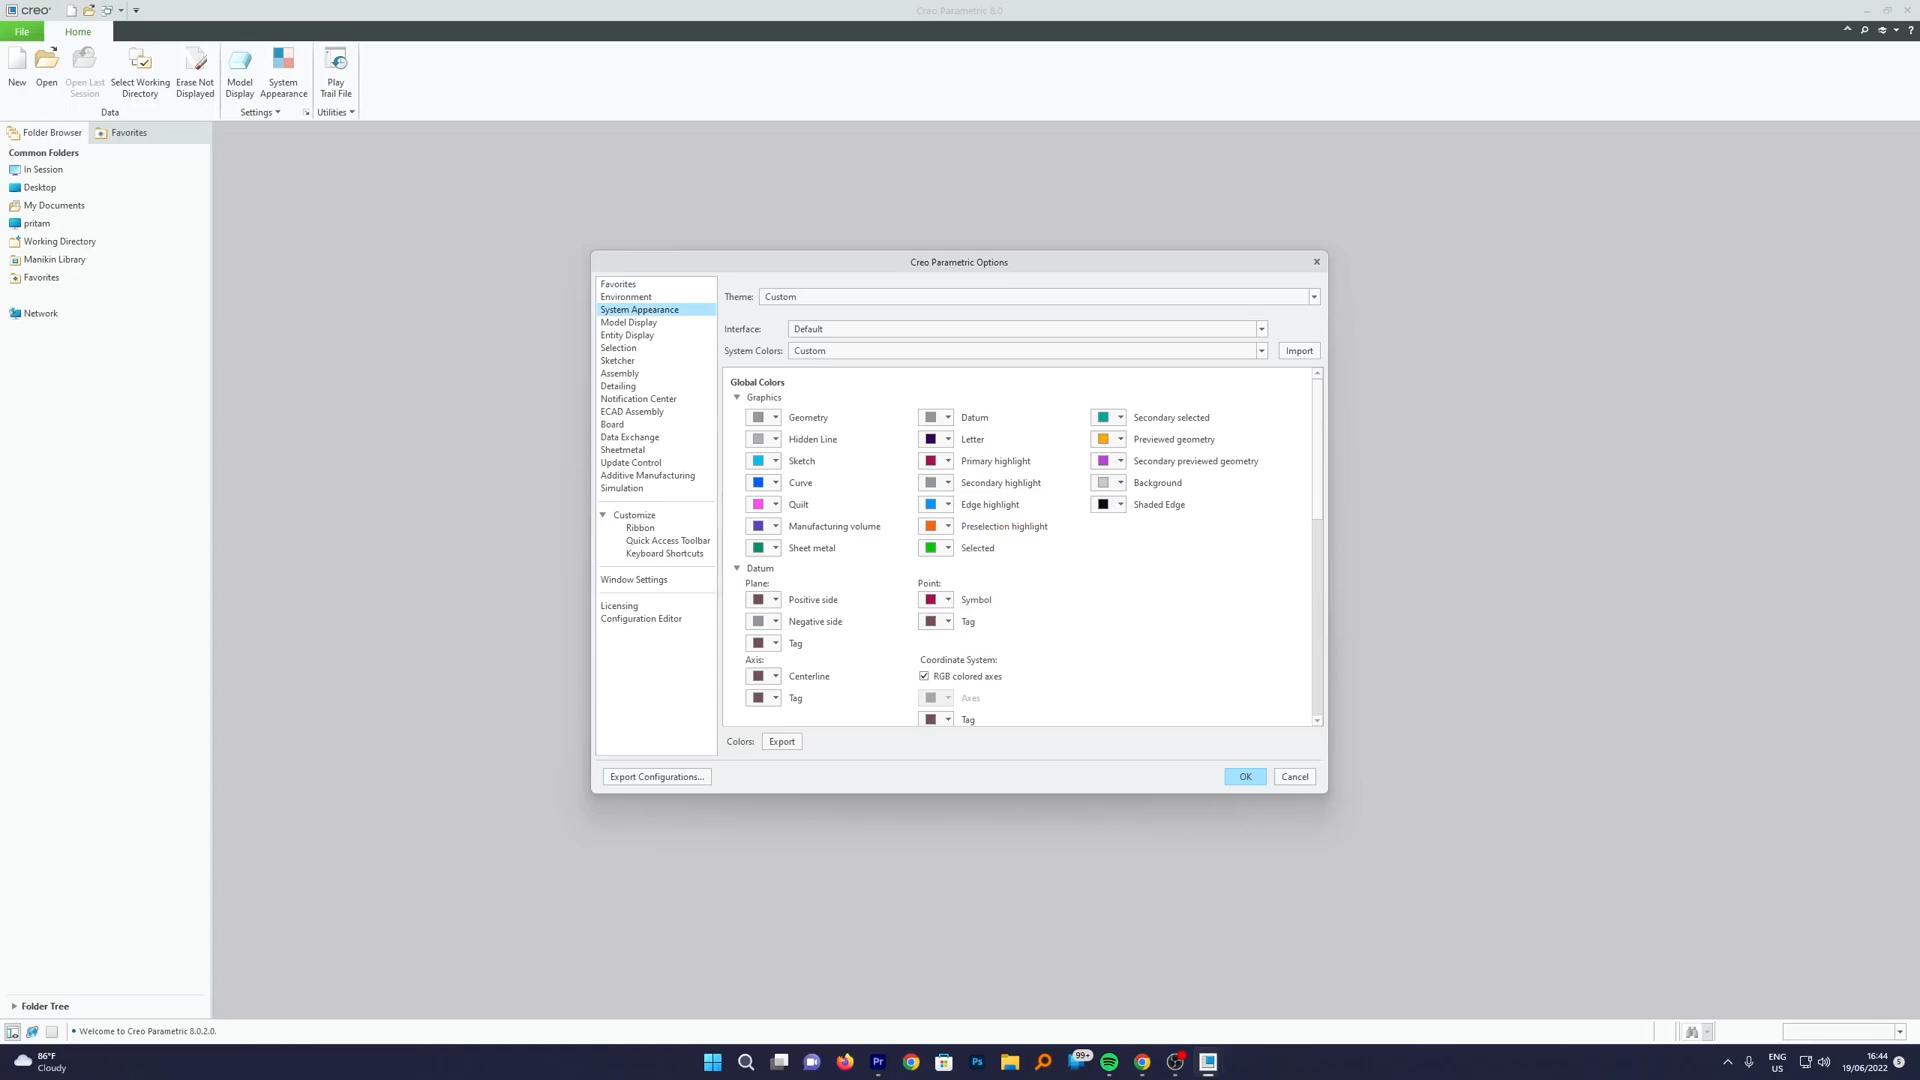 creo
Creo Parametric 8.0
File
Home
New
Open
Open Last
Session
Select Working
Directory
Erase Not
Displayed
Model
Display
System
Appearance
Play
Trail File
Data
Settings
Utilities
Folder Browser
Favorites
Common Folders
In Session
Desktop
My Documents
pritam
Working Directory
Manikin Library
Favorites
Network
Folder Tree
Creo Parametric Options
Favorites
Environment
System Appearance
Model Display
Entity Display
Selection
Sketcher
Assembly
Detailing
Notification Center
ECAD Assembly
Board
Data Exchange
Sheetmetal
Update Control
Additive Manufacturing
Simulation
Customize
Ribbon
Quick Access Toolbar
Keyboard Shortcuts
Window Settings
Licensing
Configuration Editor
Theme: Custom
Interface: Default
System Colors: Custom Import
Global Colors
Graphics
Geometry Datum Secondary selected
Hidden Line Letter Previewed geometry
Sketch Primary highlight Secondary previewed geometry
Curve Secondary highlight Background
Quilt Edge highlight Shaded Edge
Manufacturing volume Preselection highlight
Sheet metal Selected
Datum
Plane: Point:
Positive side Symbol
Negative side Tag
Tag
Axis: Coordinate System:
Centerline RGB colored axes
Tag Axes
Tag
Colors: Export
Export Configurations... OK Cancel
• Welcome to Creo Parametric 8.0.2.0.
86°F
Cloudy
Pr
Ps
99+
ENG
US
16:44
19/06/2022
5